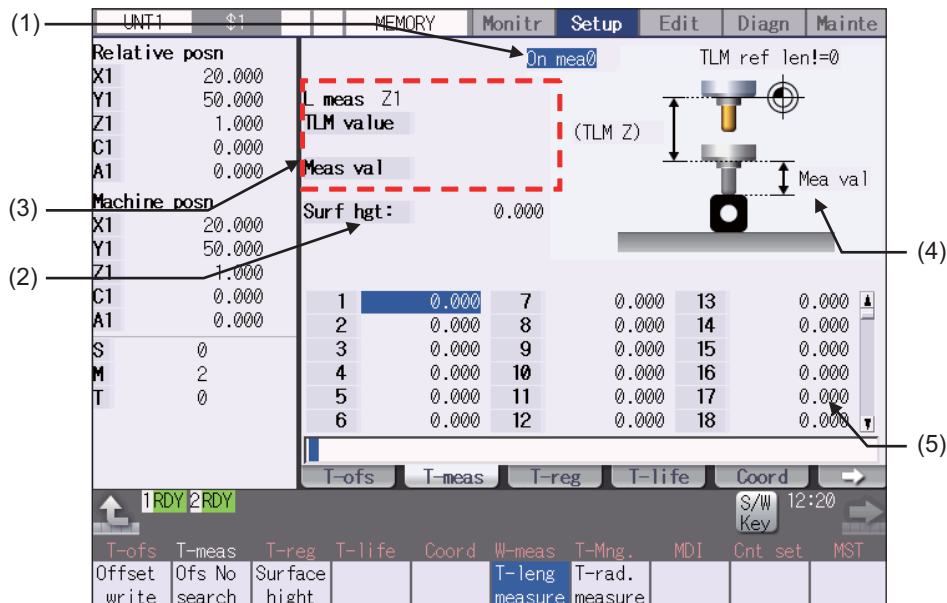 UNT1 $1 MEMORY Monitr Setup Edit Diagn Mainte
(1)
Relative posn
X1 20.000
Y1 50.000
Z1 1.000
C1 0.000
A1 0.000
Machine posn
X1 20.000
Y1 50.000
Z1 1.000
C1 0.000
A1 0.000
S 0
M 2
T 0
(3)
(2)
On mea0
TLM ref len!=0
L meas Z1
TLM value
Meas val
(TLM Z)
Mea val
Surf hgt: 0.000
(4)
1 0.000 7 0.000 13 0.000
2 0.000 8 0.000 14 0.000
3 0.000 9 0.000 15 0.000
4 0.000 10 0.000 16 0.000
5 0.000 11 0.000 17 0.000
6 0.000 12 0.000 18 0.000
(5)
T-ofs T-meas T-reg T-life Coord
1RDY 2RDY
S/W Key
12:20
T-ofs T-meas T-reg T-life Coord W-meas T-Mng. MDI Cnt set MST
Offset Ofs No Surface T-leng T-rad.
write search hight measure measure